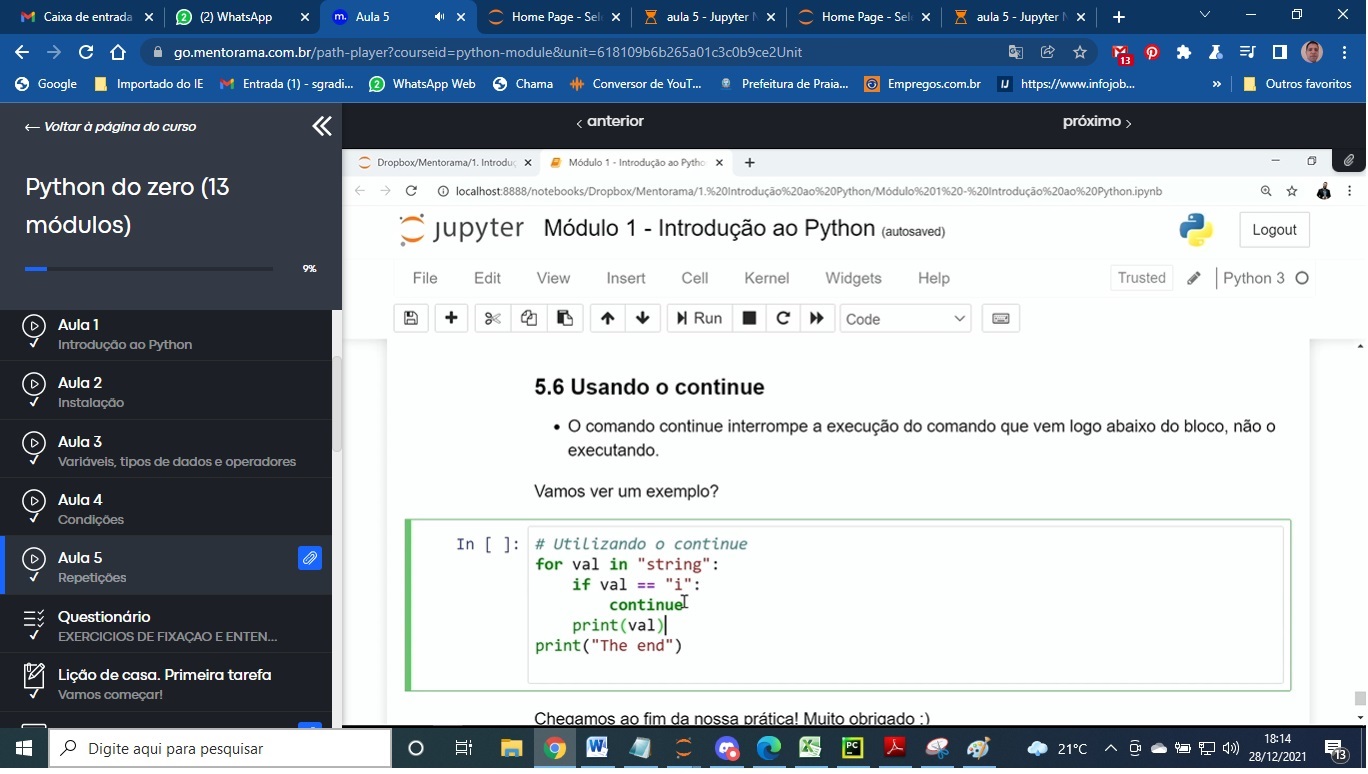 Caixa de entrada
(2) WhatsApp
Aula 5
Home Page - Sele
aula 5 - Jupyter N
Home Page - Sele
aula 5 - Jupyter N
go.mentorama.com.br/path-player?courseid=python-module&unit=618109b6b265a01c3c0b9ce2Unit
13
Google
Importado do IE
Entrada (1) - sgradi...
WhatsApp Web
Chama
Conversor de YouT...
Prefeitura de Praia...
Empregos.com.br
https://www.infojob...
»
Outros favoritos
← Voltar à página do curso
Python do zero (13
módulos)
9%
Aula 1
Introdução ao Python
Aula 2
Instalação
Aula 3
Variáveis, tipos de dados e operadores
Aula 4
Condições
Aula 5
Repetições
Questionário
EXERCICIOS DE FIXAÇAO E ENTEN...
Lição de casa. Primeira tarefa
Vamos começar!
‹ anterior
próximo ›
Dropbox/Mentorama/1. Introduç
Módulo 1 - Introdução ao Pytho
localhost:8888/notebooks/Dropbox/Mentorama/1.%20Introdução%20ao%20Python/Módulo%201%20-%20Introdução%20ao%20Python.ipynb
jupyter Módulo 1 - Introdução ao Python (autosaved)
Logout
File Edit View Insert Cell Kernel Widgets Help
Trusted
Python 3
Run
Code
5.6 Usando o continue
• O comando continue interrompe a execução do comando que vem logo abaixo do bloco, não o
executando.
Vamos ver um exemplo?
In [ ]: # Utilizando o continue
for val in "string":
    if val == "i":
        continue
    print(val)
print("The end")
Chegamos ao fim da nossa prática! Muito obrigado :)
Digite aqui para pesquisar
21°C
18:14
28/12/2021
13